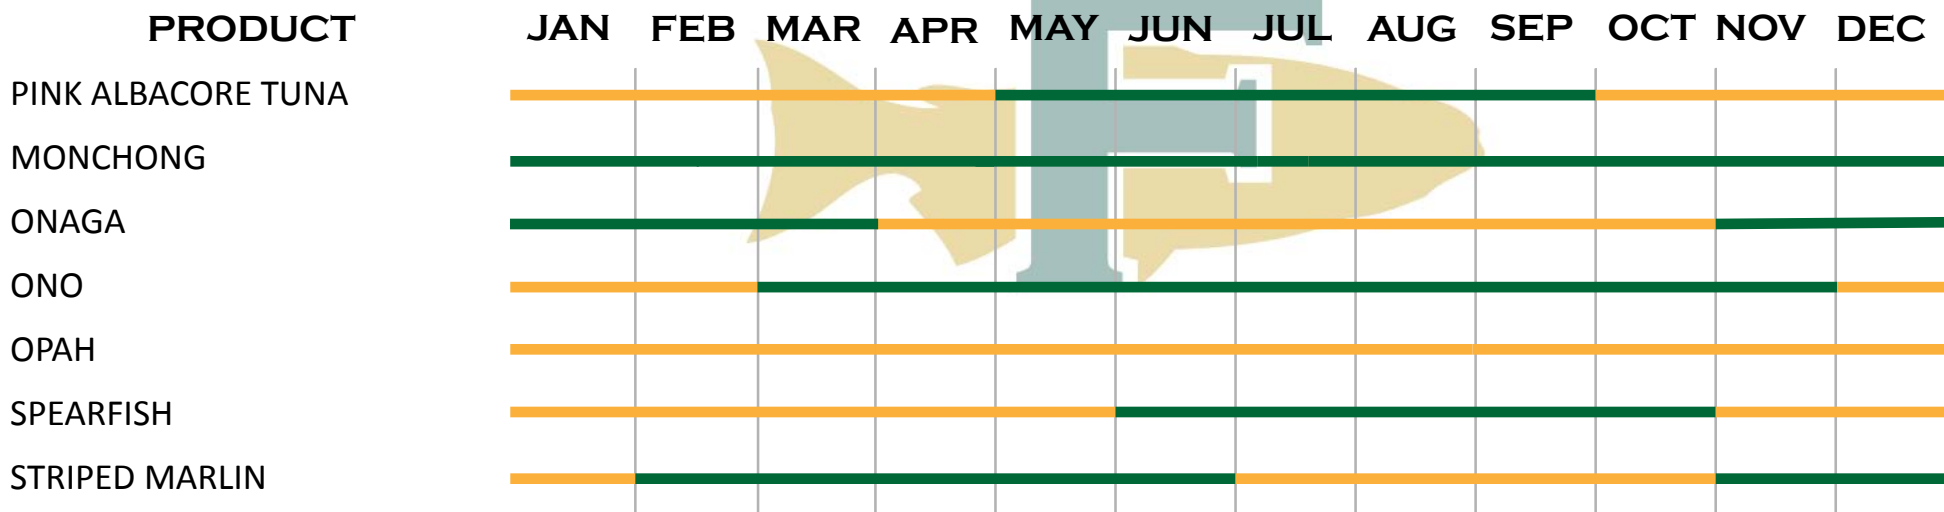 PRODUCT JAN FEB MAR APR MAY JUN JUL AUG SEP OCT NOV DEC
PINK ALBACORE TUNA
MONCHONG
ONAGA
ONO
OPAH
SPEARFISH
STRIPED MARLIN